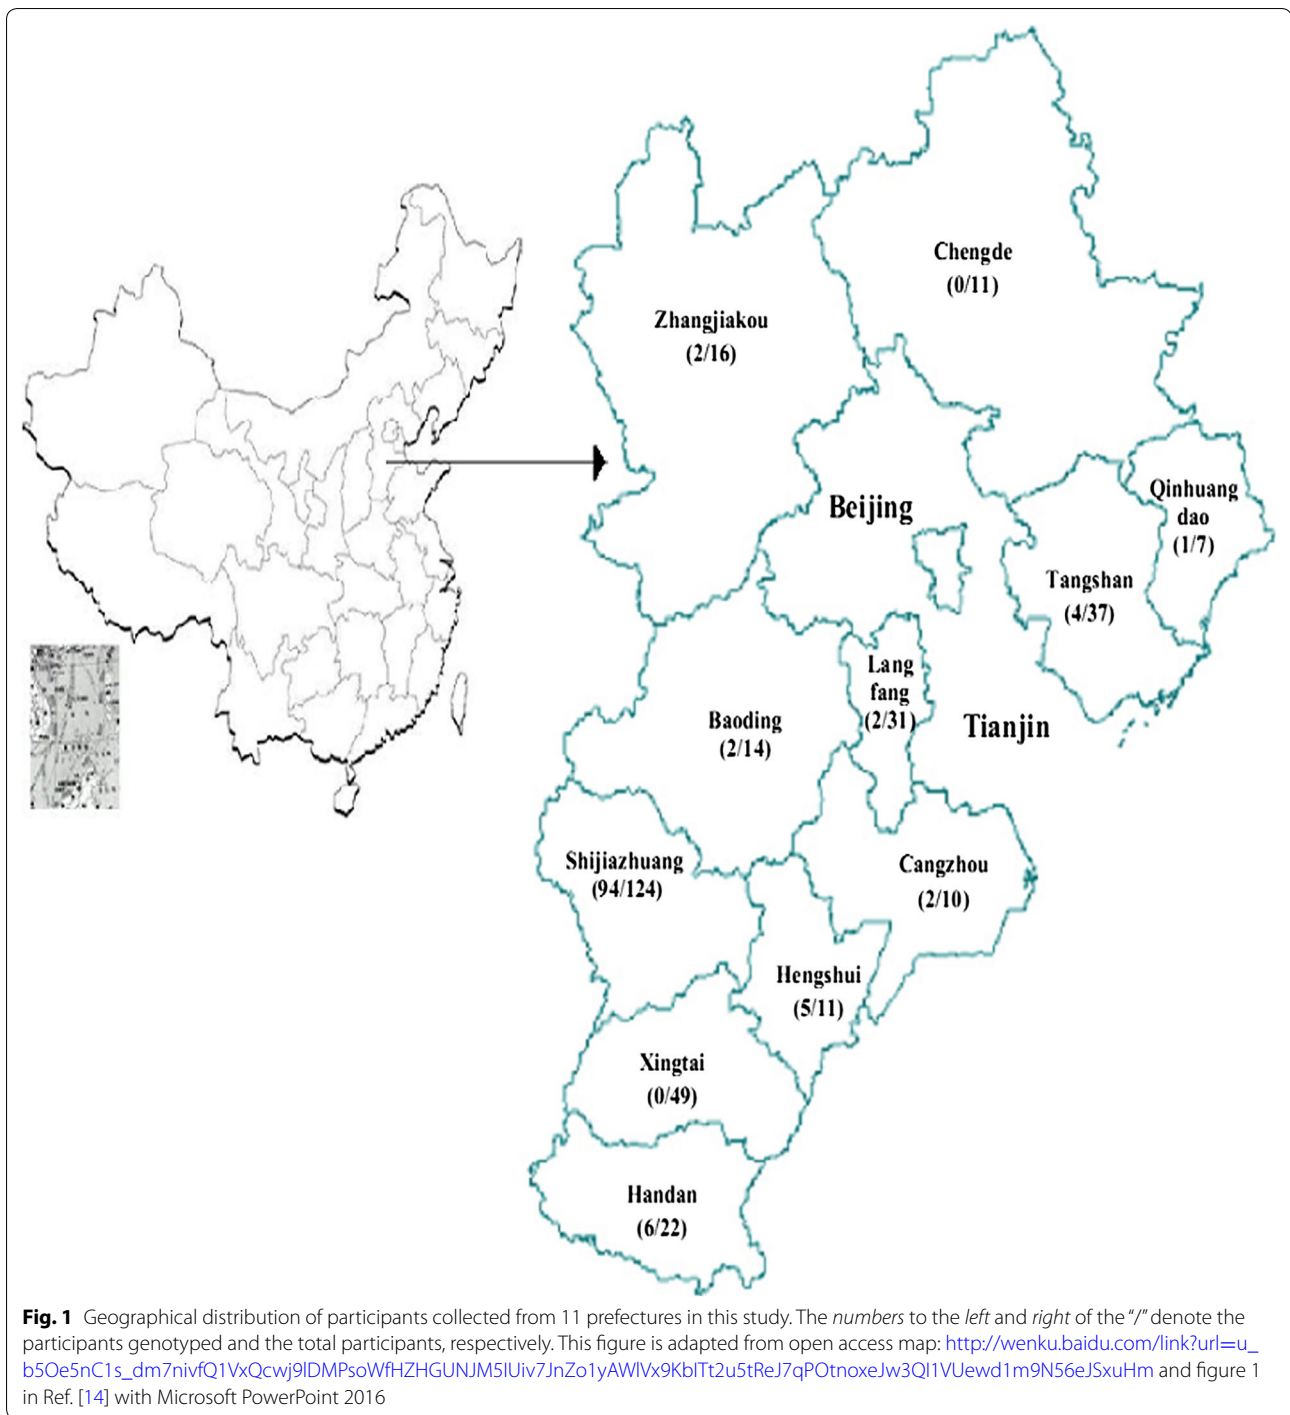 Chengde
(0/11)
Zhangjiakou
(2/16)
Qinhuang
dao
(1/7)
Beijing
Tangshan
(4/37)
Lang
fang
(2/31)
Baoding
(2/14)
Tianjin
Shijiazhuang
(94/124)
Cangzhou
(2/10)
Hengshui
(5/11)
Xingtai
(0/49)
Handan
(6/22)
Fig. 1 Geographical distribution of participants collected from 11 prefectures in this study. The numbers to the left and right of the “/” denote the
participants genotyped and the total participants, respectively. This figure is adapted from open access map: http://wenku.baidu.com/link?url=u_
b5Oe5nC1s_dm7nivfQ1VxQcwj9lDMPsoWfHZHGUNJM5IUiv7JnZo1yAWlVx9KblTt2u5tReJ7qPOtnoxeJw3QI1VUewd1m9N56eJSxuHm and figure 1
in Ref. [14] with Microsoft PowerPoint 2016